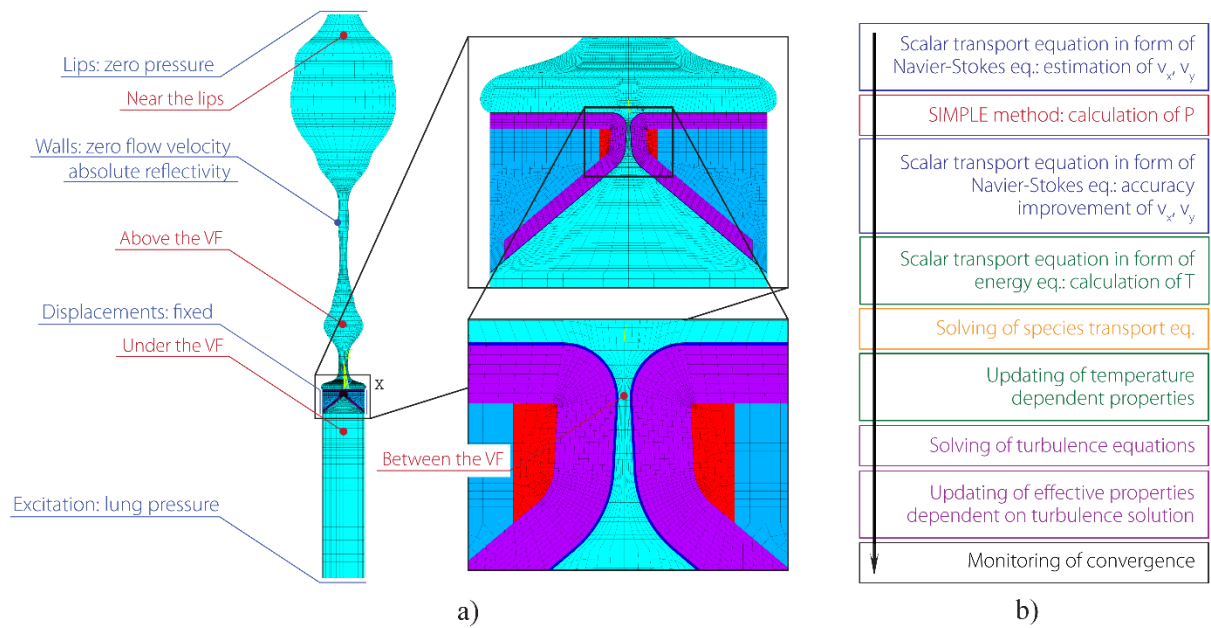 Lips: zero pressure
Near the lips
Walls: zero flow velocity
absolute reflectivity
Above the VF
Displacements: fixed
Under the VF
X
Between the VF
Excitation: lung pressure
a)
Scalar transport equation in form of
Navier-Stokes eq.: estimation of vₓ, vᵧ
SIMPLE method: calculation of P
Scalar transport equation in form of
Navier-Stokes eq.: accuracy
improvement of vₓ, vᵧ
Scalar transport equation in form of
energy eq.: calculation of T
Solving of species transport eq.
Updating of temperature
dependent properties
Solving of turbulence equations
Updating of effective properties
dependent on turbulence solution
Monitoring of convergence
b)